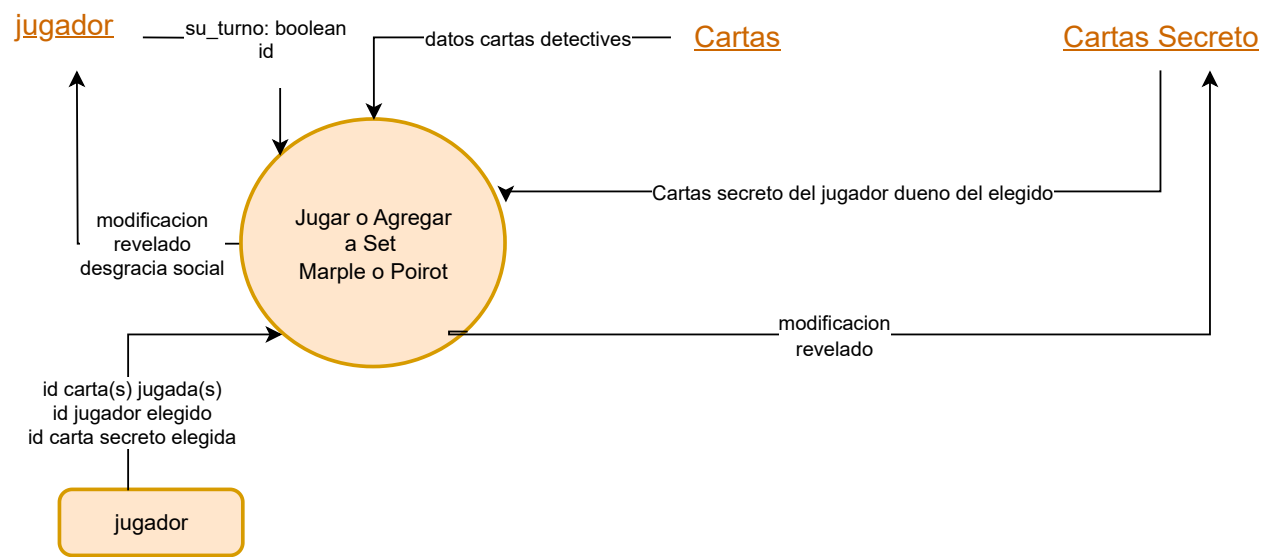 jugador
su_turno: boolean
id
datos cartas detectives
Cartas
Cartas Secreto
Cartas secreto del jugador dueno del elegido
modificacion
revelado
desgracia social
Jugar o Agregar
a Set
Marple o Poirot
modificacion
revelado
id carta(s) jugada(s)
id jugador elegido
id carta secreto elegida
jugador